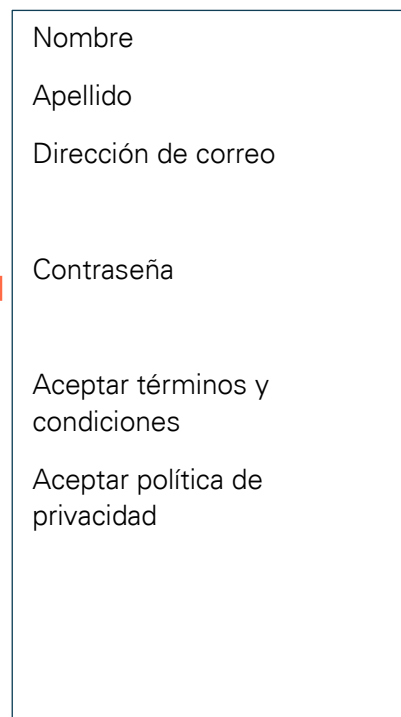 Nombre
Apellido
Dirección de correo
Contraseña
Aceptar términos y
condiciones
Aceptar política de
privacidad